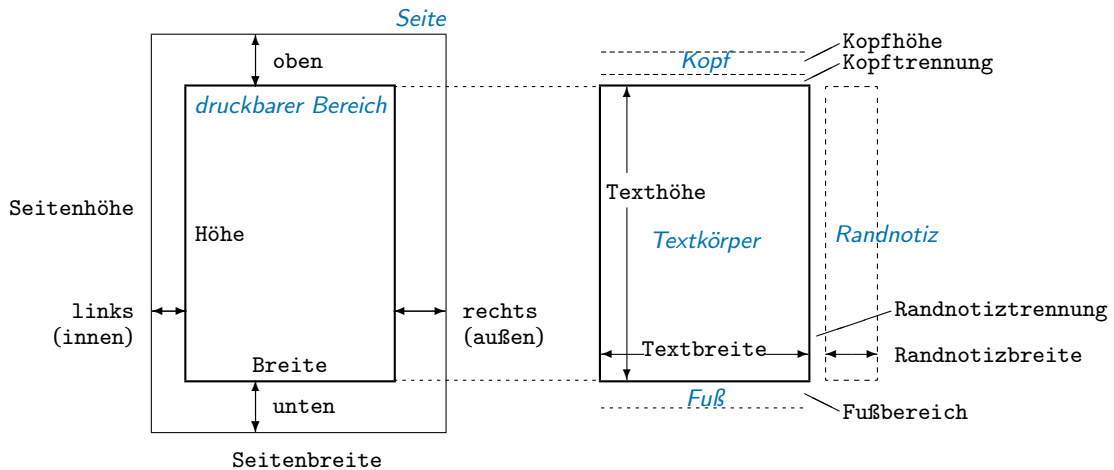 Seite
oben
druckbarer Bereich
Seitenhöhe
Höhe
links
(innen)
rechts
(außen)
Breite
unten
Seitenbreite
Kopf
Kopfhöhe
Kopftrennung
Texthöhe
Textkörper
Randnotiz
Randnotiztrennung
Textbreite
Randnotizbreite
Fuß
Fußbereich